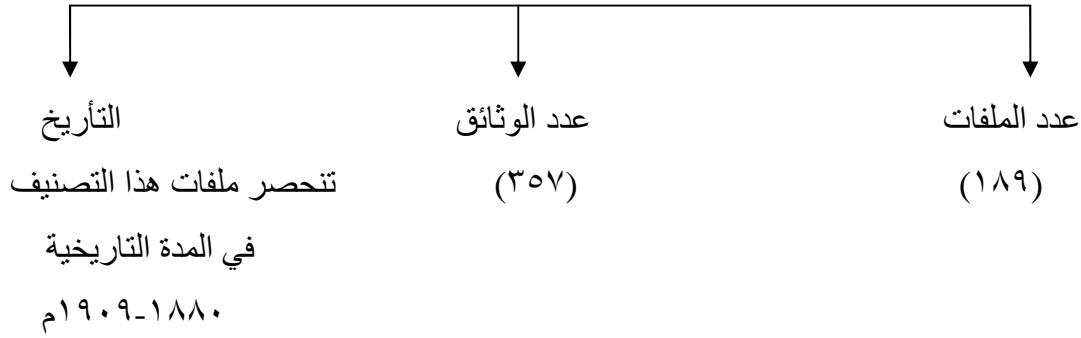 عدد الملفات
(١٨٩)
عدد الوثائق
(٣٥٧)
التأريخ
تنحصر ملفات هذا التصنيف
في المدة التاريخية
١٨٨٠-١٩٠٩م